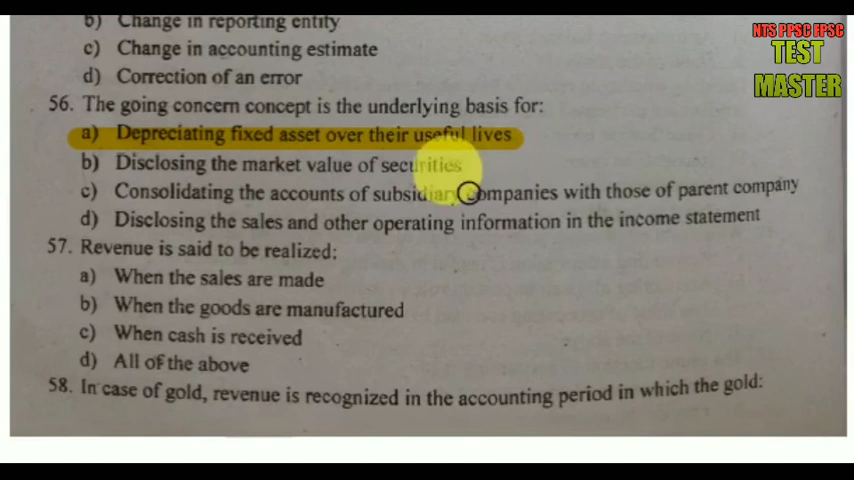 b) Change in reporting entity
NTS PPSC FPSC
TEST
MASTER
c) Change in accounting estimate
d) Correction of an error
56. The going concern concept is the underlying basis for:
a) Depreciating fixed asset over their useful lives
b) Disclosing the market value of securities
c) Consolidating the accounts of subsidiary companies with those of parent company
d) Disclosing the sales and other operating information in the income statement
57. Revenue is said to be realized:
a) When the sales are made
b) When the goods are manufactured
c) When cash is received
d) All of the above
58. In case of gold, revenue is recognized in the accounting period in which the gold: